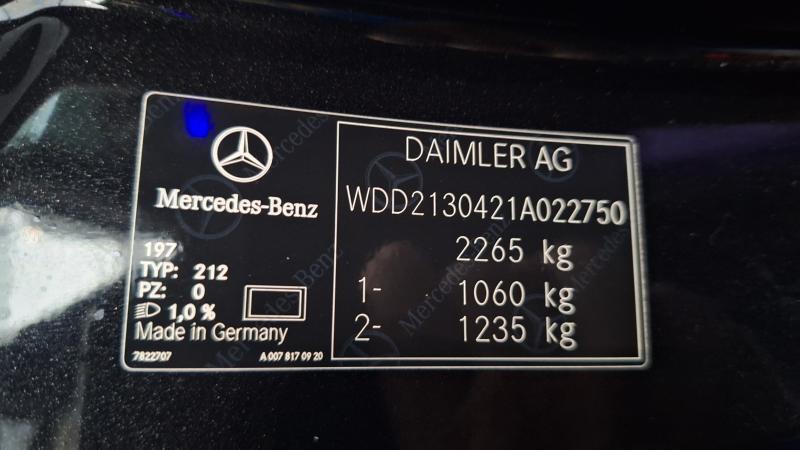 Mercedes-Benz
197
TYP: 212
PZ: 0
1,0 %
Made in Germany
7822707
A 007 817 09 20
DAIMLER AG
WDD2130421A022750
2265 kg
1- 1060 kg
2- 1235 kg